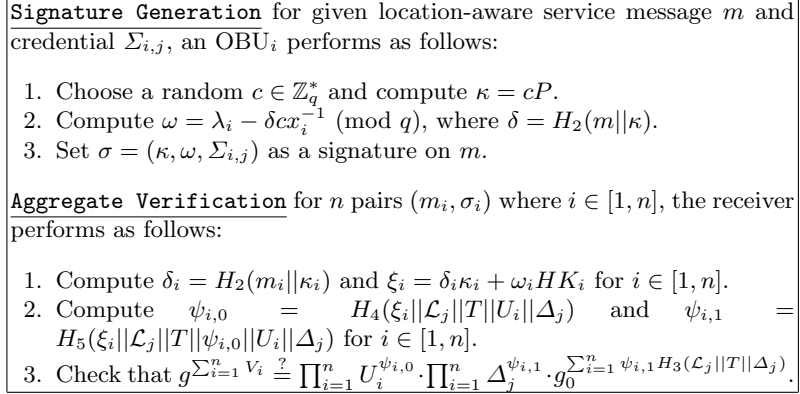 Signature Generation for given location-aware service message m and
credential Σ_{i,j}, an OBU_i performs as follows:
1. Choose a random c ∈ ℤ_q^* and compute κ = cP.
2. Compute ω = λ_i − δcx_i^{−1} (mod q), where δ = H_2(m||κ).
3. Set σ = (κ, ω, Σ_{i,j}) as a signature on m.
Aggregate Verification for n pairs (m_i, σ_i) where i ∈ [1, n], the receiver
performs as follows:
1. Compute δ_i = H_2(m_i||κ_i) and ξ_i = δ_iκ_i + ω_iHK_i for i ∈ [1, n].
2. Compute ψ_{i,0} = H_4(ξ_i||ℒ_j||T||U_i||Δ_j) and ψ_{i,1} =
H_5(ξ_i||ℒ_j||T||ψ_{i,0}||U_i||Δ_j) for i ∈ [1, n].
3. Check that g^{∑_{i=1}^n V_i} ≟ ∏_{i=1}^n U_i^{ψ_{i,0}} · ∏_{i=1}^n Δ_j^{ψ_{i,1}} · g_0^{∑_{i=1}^n ψ_{i,1}H_3(ℒ_j||T||Δ_j)}.